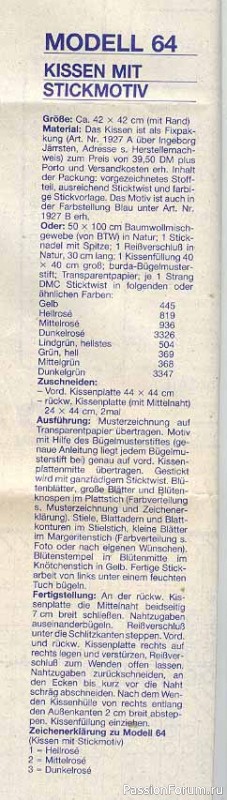 MODELL 64
KISSEN MIT
STICKMOTIV
Größe: Ca. 42 × 42 cm (mit Rand)
Material: Das Kissen ist als Fixpak-
kung (Art. Nr. 1927 A über Ingeborg
Järrsten, Adresse s. Herstellernach-
weis) zum Preis von 39,50 DM plus
Porto und Versandkosten erh. Inhalt
der Packung: vorgezeichnetes Stoff-
teil, ausreichend Sticktwist und farbi-
ge Stickvorlage. Das Motiv ist auch in
der Farbstellung Blau unter Art. Nr.
1927 B erh.
Oder: 50 × 100 cm Baumwollmisch-
gewebe (von BTW) in Natur; 1 Stick-
nadel mit Spitze; 1 Reißverschluß in
Natur, 30 cm lang; 1 Kissenfüllung 40
× 40 cm groß; burda-Bügelmuster-
stift; Transparentpapier; je 1 Strang
DMC Sticktwist in folgenden oder
ähnlichen Farben:
Gelb 445
Hellrosé 819
Mittelrosé 936
Dunkelrosé 3326
Lindgrün, hellstes 504
Grün, hell 369
Mittelgrün 368
Dunkelgrün 3347
Zuschneiden:
– Vord. Kissenplatte 44 × 44 cm
– rückw. Kissenplatte (mit Mittelnaht)
24 × 44 cm, 2mal
Ausführung: Musterzeichnung auf
Transparentpapier übertragen. Motiv
mit Hilfe des Bügelmusterstiftes (ge-
naue Anleitung liegt jedem Bügelmu-
sterstift bei) genau auf vord. Kissen-
plattenmitte übertragen. Gestickt
wird mit ganzfädigem Sticktwist. Blü-
tenblätter, große Blätter und Blüten-
knospen im Plattstich (Farbverteilung
s. Musterzeichnung und Zeichener-
klärung). Stiele, Blattadern und Blatt-
konturen im Stielstich, kleine Blätter
im Margeritenstich (Farbverteilung s.
Foto oder nach eigenen Wünschen).
Blütenstempel in Blütenmitte im
Knötchenstich in Gelb. Fertige Stick-
arbeit von links unter einem feuchten
Tuch bügeln.
Fertigstellung: An der rückw. Kis-
senplatte die Mittelnaht beidseitig
7 cm breit schließen. Nahtzugaben
auseinanderbügeln. Reißverschluß
unter die Schlitzkanten steppen. Vord.
und rückw. Kissenplatte rechts auf
rechts legen und verstürzen, Reißver-
schluß zum Wenden offen lassen.
Nahtzugaben zurückschneiden, an
den Ecken bis kurz vor die Naht
schräg abschneiden. Nach dem Wen-
den Kissenhülle von rechts entlang
den Außenkanten 2 cm breit abstep-
pen. Kissenfüllung einziehen.
Zeichenerklärung zu Modell 64
(Kissen mit Stickmotiv)
1 = Hellrosé
2 = Mittelrosé
3 = Dunkelrosé
PassionForum.ru